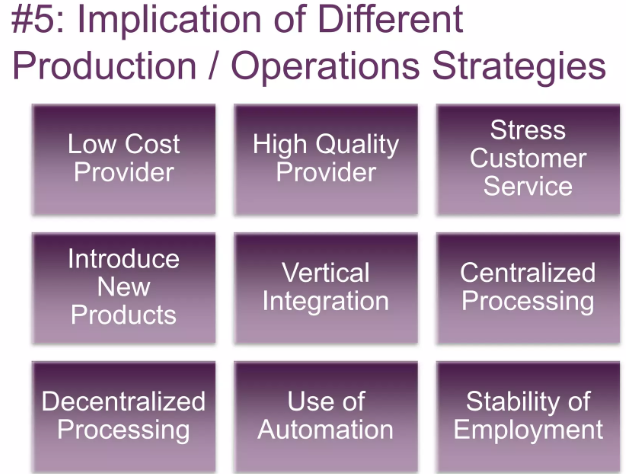 #5: Implication of Different
Production / Operations Strategies
Low Cost
Provider
High Quality
Provider
Stress
Customer
Service
Introduce
New
Products
Vertical
Integration
Centralized
Processing
Decentralized
Processing
Use of
Automation
Stability of
Employment